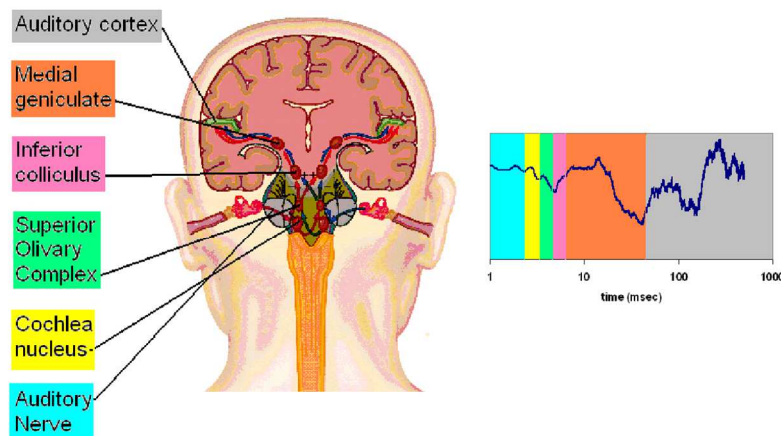 Auditory cortex
Medial
geniculate
Inferior
colliculus
Superior
Olivary
Complex
Cochlea
nucleus
Auditory
Nerve
1 10 100 1000
time (msec)